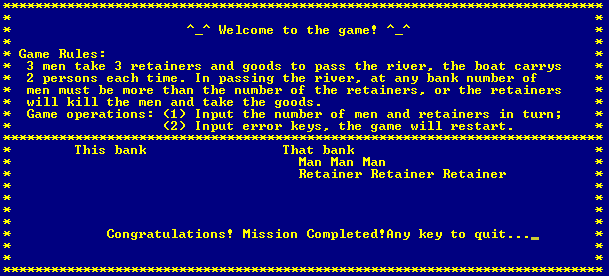 ^_^ Welcome to the game! ^_^
Game Rules:
3 men take 3 retainers and goods to pass the river, the boat carrys
2 persons each time. In passing the river, at any bank number of
men must be more than the number of the retainers, or the retainers
will kill the men and take the goods.
Game operations: (1) Input the number of men and retainers in turn;
(2) Input error keys, the game will restart.
This bank That bank
Man Man Man
Retainer Retainer Retainer
Congratulations! Mission Completed!Any key to quit..._